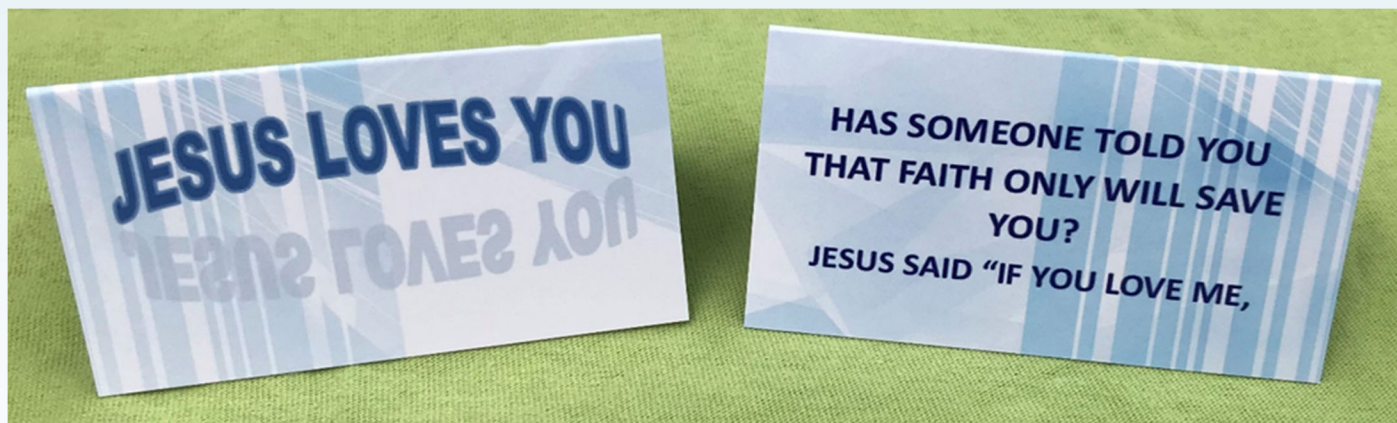 JESUS LOVES YOU
JESUS LOVES YOU
HAS SOMEONE TOLD YOU
THAT FAITH ONLY WILL SAVE
YOU?
JESUS SAID “IF YOU LOVE ME,